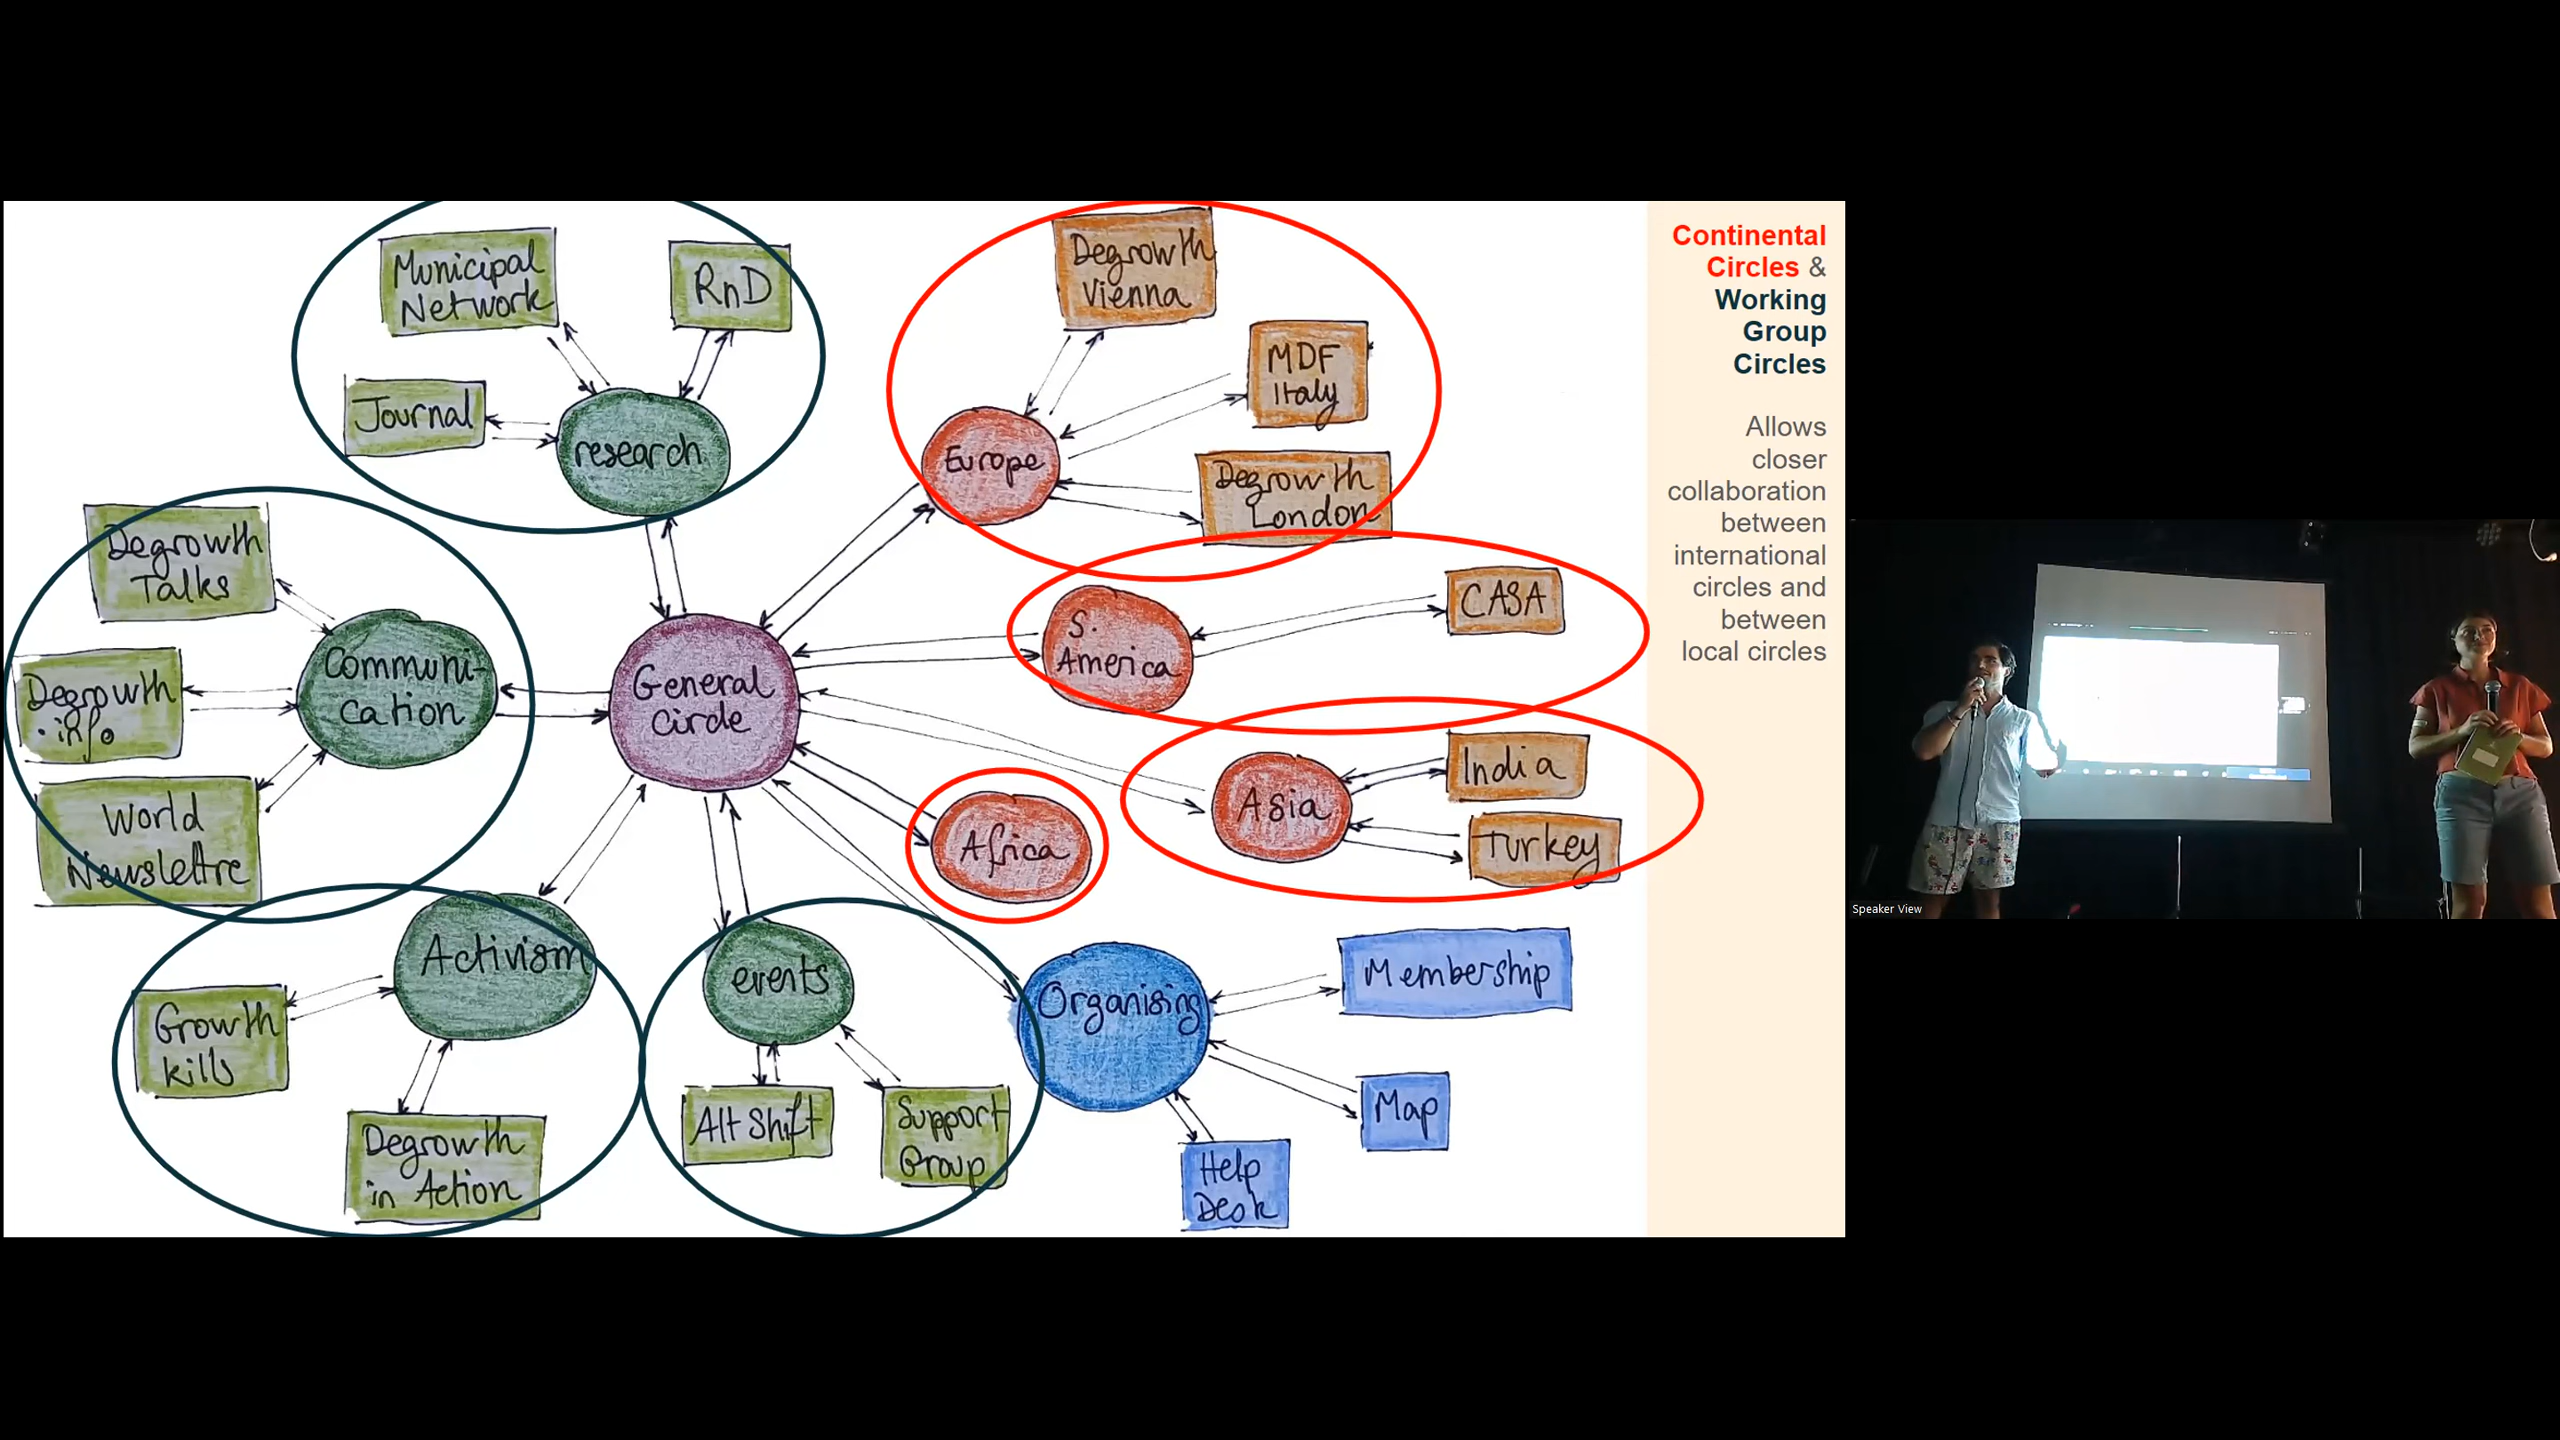 Municipal
Network
RnD
Journal
research
Degrowth
Vienna
MDF
Italy
Europe
Degrowth
London
Degrowth
Talks
Communi-
cation
Degrowth
.info
World
Newslettre
General
Circle
S.
America
CASA
Asia
India
Turkey
Africa
Activism
Growth
kills
Degrowth
in Action
events
Alt Shift
Support
Group
Organising
Membership
Map
Help
Desk
Continental
Circles &
Working
Group
Circles
Allows
closer
collaboration
between
international
circles and
between
local circles
Speaker View